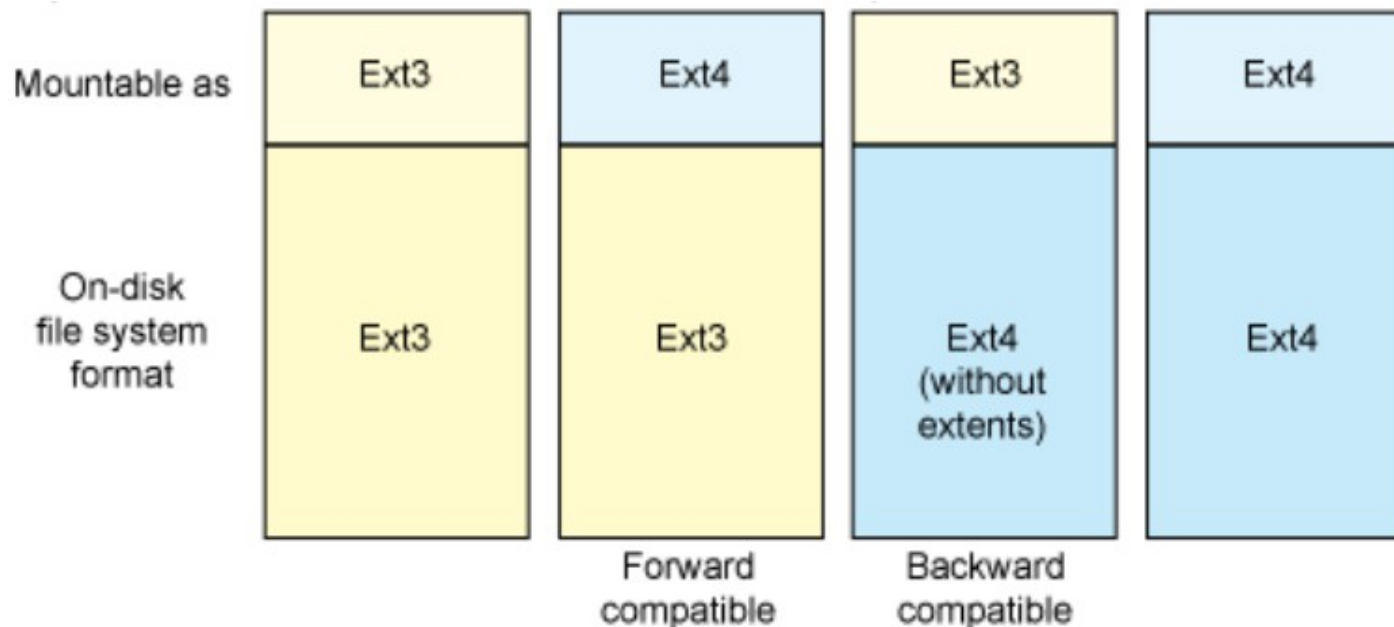 Mountable as
Ext3
Ext4
Ext3
Ext4
On-disk
file system
format
Ext3
Ext3
Ext4
(without
extents)
Ext4
Forward
compatible
Backward
compatible